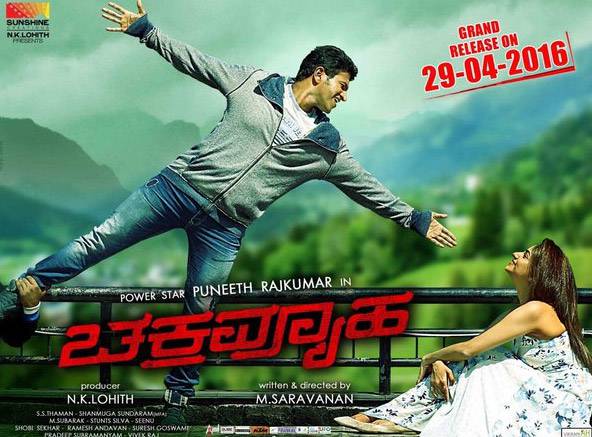 SUNSHINE
CREATIONS
N.K.LOHITH
PRESENTS
GRAND
RELEASE ON
29-04-2016
POWER STAR PUNEETH RAJKUMAR IN
ಚಕ್ರವ್ಯೂಹ
producer
N.K.LOHITH
written & directed by
M.SARAVANAN
S.S.THAMAN - SHANMUGA SUNDARAM
M.SUBARAK - STUNTS SILVA - SEENU
SHOBI SEKHAR - RAMESH ANDAVAN - SURESH GOSWAMI
PRADEEP SUBRAMANYAM - VIVEK RAJ